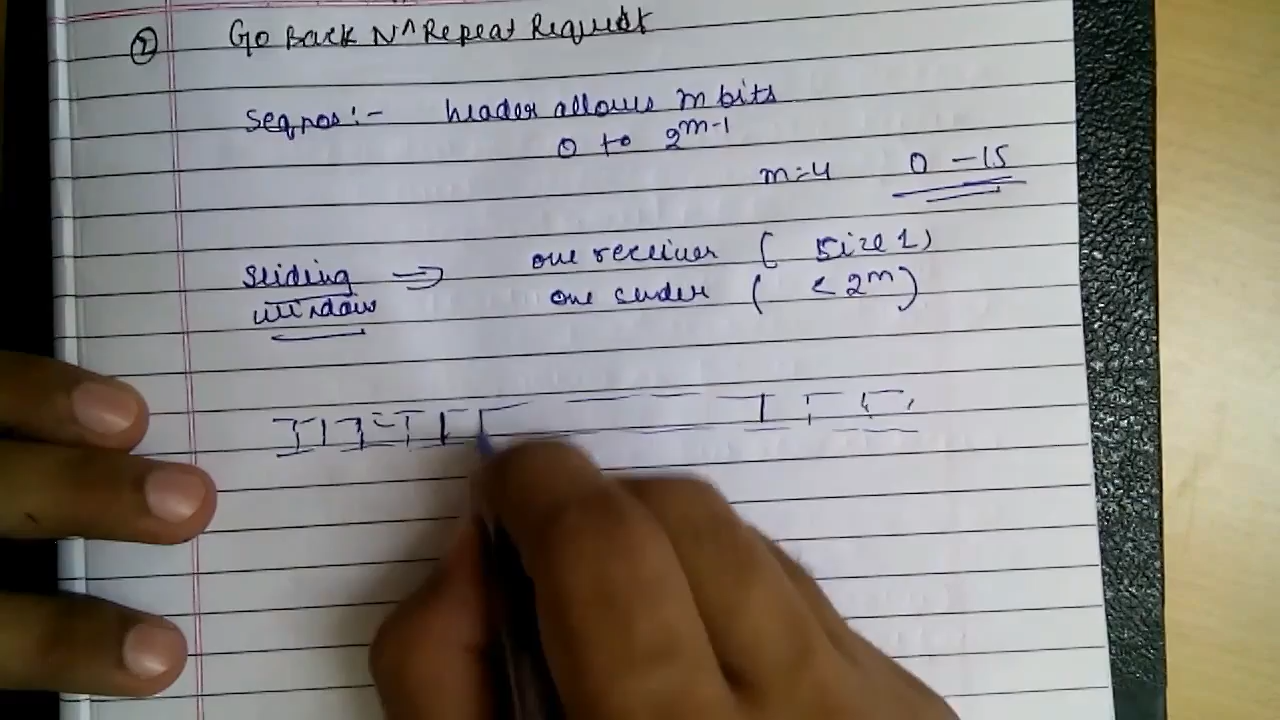 ② Go Back N^Repeat Request
seqnos:- header allows m bits
0 to 2^m-1
m=4 0 -15
sliding window ⇒ one receiver ( size 1)
one sender ( < 2^m)